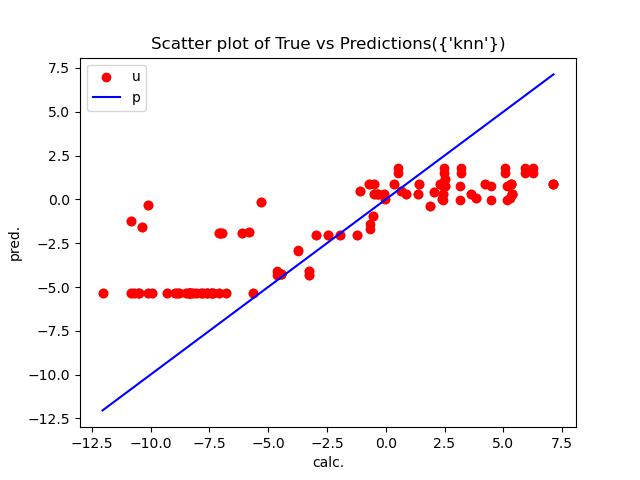 Scatter plot of True vs Predictions({'knn'})
u
p
7.5
5.0
2.5
0.0
−2.5
−5.0
−7.5
−10.0
−12.5
pred.
−12.5 −10.0 −7.5 −5.0 −2.5 0.0 2.5 5.0 7.5
calc.